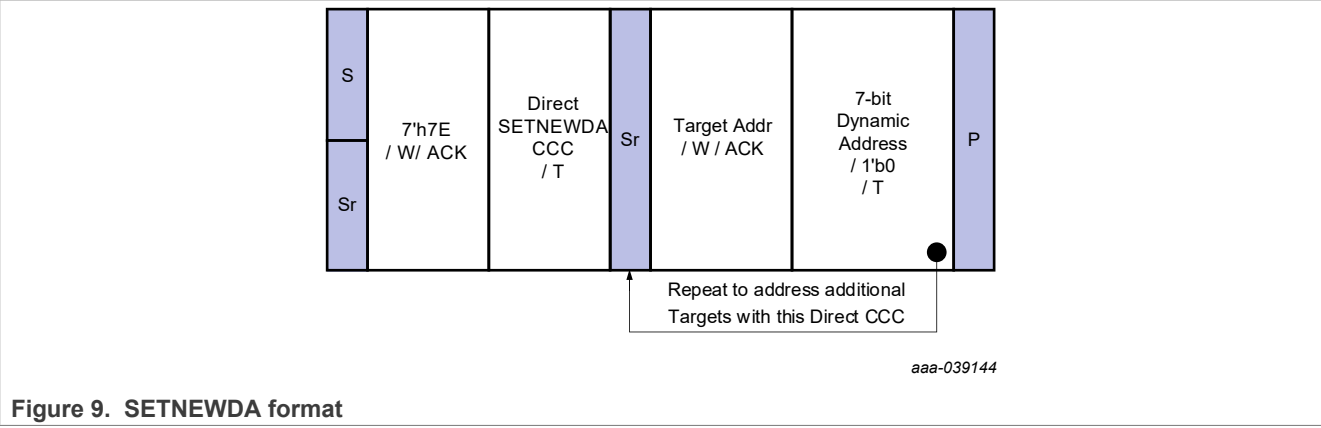 S
Sr
7'h7E
/ W/ ACK
Direct
SETNEWDA
CCC
/ T
Sr
Target Addr
/ W / ACK
7-bit
Dynamic
Address
/ 1'b0
/ T
P
Repeat to address additional
Targets with this Direct CCC
aaa-039144
Figure 9. SETNEWDA format